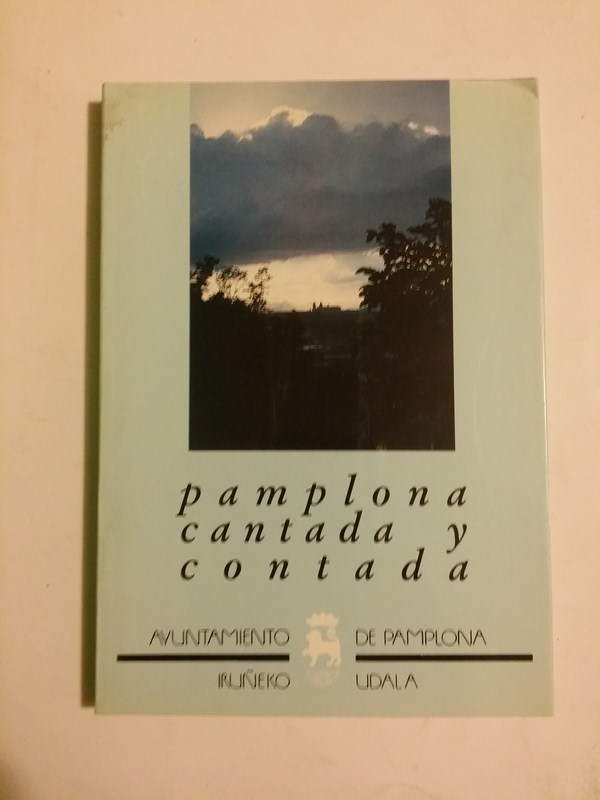 pamplona
cantada y
contada
AYUNTAMIENTO DE PAMPLONA
IRUÑEKO UDALA